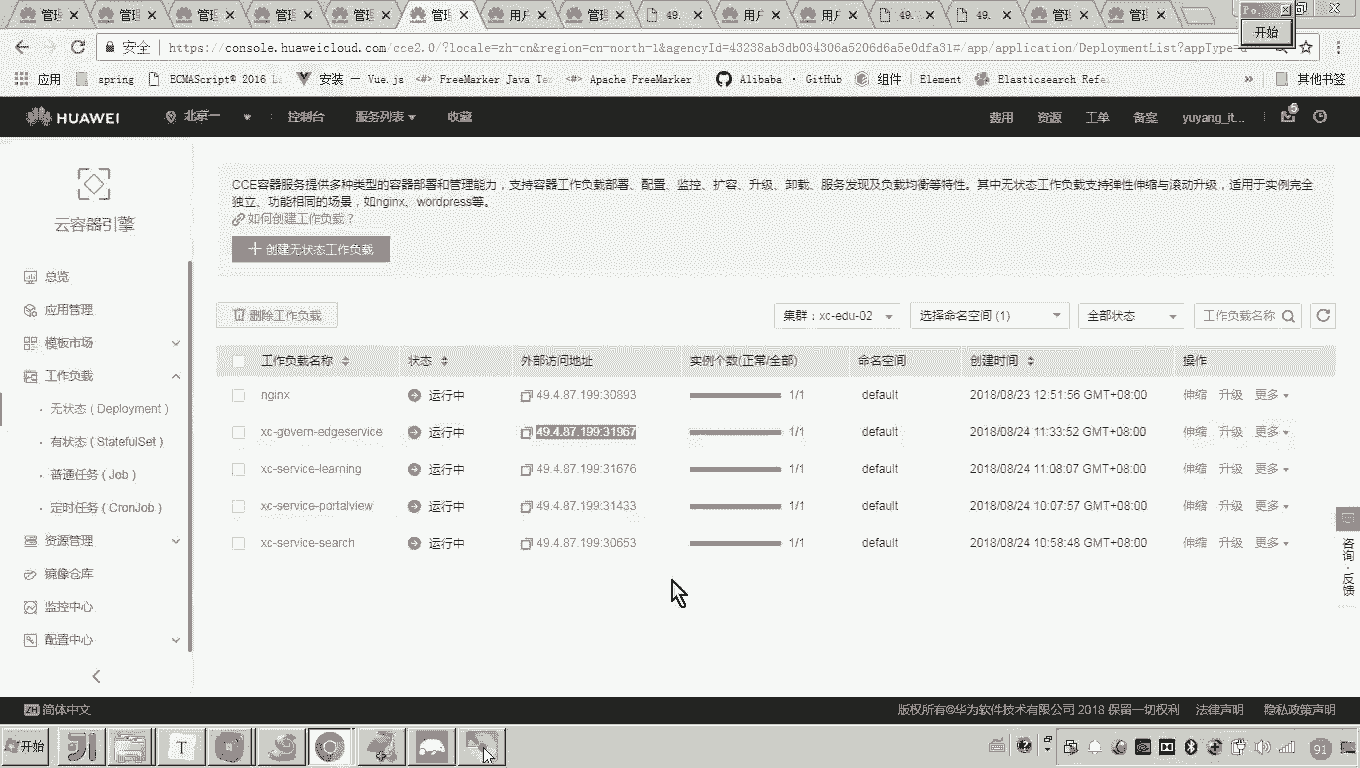 管理 管理 管理 管理 管理 管理 用户 管理 49. 用户 用户 49. 49. 管理 管理
开始
安全 https://console.huaweicloud.com/cce2.0/?locale=zh-cn&region=cn-north-1&agencyId=43238ab3db034306a5206d6a5e0dfa31#/app/application/DeploymentList?appType=d
应用 spring ECMAScript® 2016 La 安装 — Vue.js FreeMarker Java Te FreeMarker Apache FreeMarker Alibaba · GitHub 组件 | Element Elasticsearch Refe » 其他书签
HUAWEI 北京一 控制台 服务列表 收藏 费用 资源 工单 备案 yuyang_it... 5
云容器引擎
总览
应用管理
模板市场
工作负载
无状态 ( Deployment )
有状态 ( StatefulSet )
普通任务 ( Job )
定时任务 ( CronJob )
资源管理
镜像仓库
监控中心
配置中心
CCE容器服务提供多种类型的容器部署和管理能力，支持容器工作负载部署、配置、监控、扩容、升级、卸载、服务发现及负载均衡等特性。其中无状态工作负载支持弹性伸缩与滚动升级，适用于实例完全
独立、功能相同的场景，如nginx、wordpress等。
如何创建工作负载？
创建无状态工作负载
删除工作负载 集群：xc-edu-02 选择命名空间 (1) 全部状态 工作负载名称
工作负载名称 状态 外部访问地址 实例个数(正常/全部) 命名空间 创建时间 操作
nginx 运行中 49.4.87.199:30893 1/1 default 2018/08/23 12:51:56 GMT+08:00 伸缩 升级 更多
xc-govern-edgeservice 运行中 49.4.87.199:31967 1/1 default 2018/08/24 11:33:52 GMT+08:00 伸缩 升级 更多
xc-service-learning 运行中 49.4.87.199:31676 1/1 default 2018/08/24 11:08:07 GMT+08:00 伸缩 升级 更多
xc-service-portalview 运行中 49.4.87.199:31433 1/1 default 2018/08/24 10:07:57 GMT+08:00 伸缩 升级 更多
xc-service-search 运行中 49.4.87.199:30653 1/1 default 2018/08/24 10:58:48 GMT+08:00 伸缩 升级 更多
咨询·反馈
ZH 简体中文 版权所有©华为软件技术有限公司 2018 保留一切权利 法律声明 隐私政策声明
开始 91